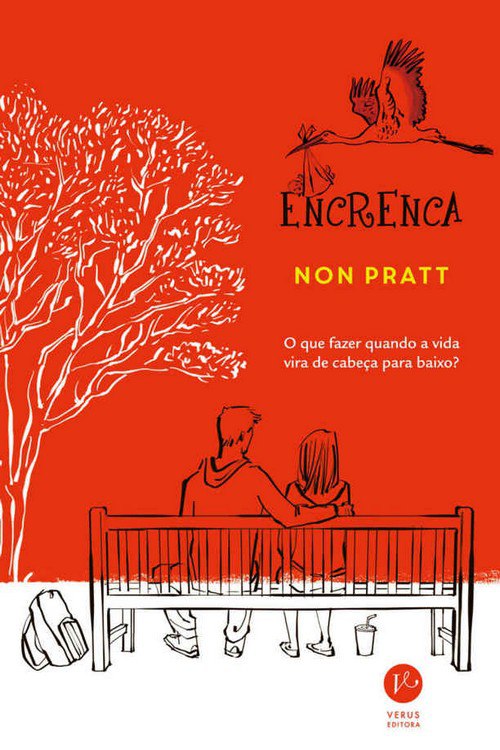 ENCRENCA
NON PRATT
O que fazer quando a vida
vira de cabeça para baixo?
VERUS
EDITORA